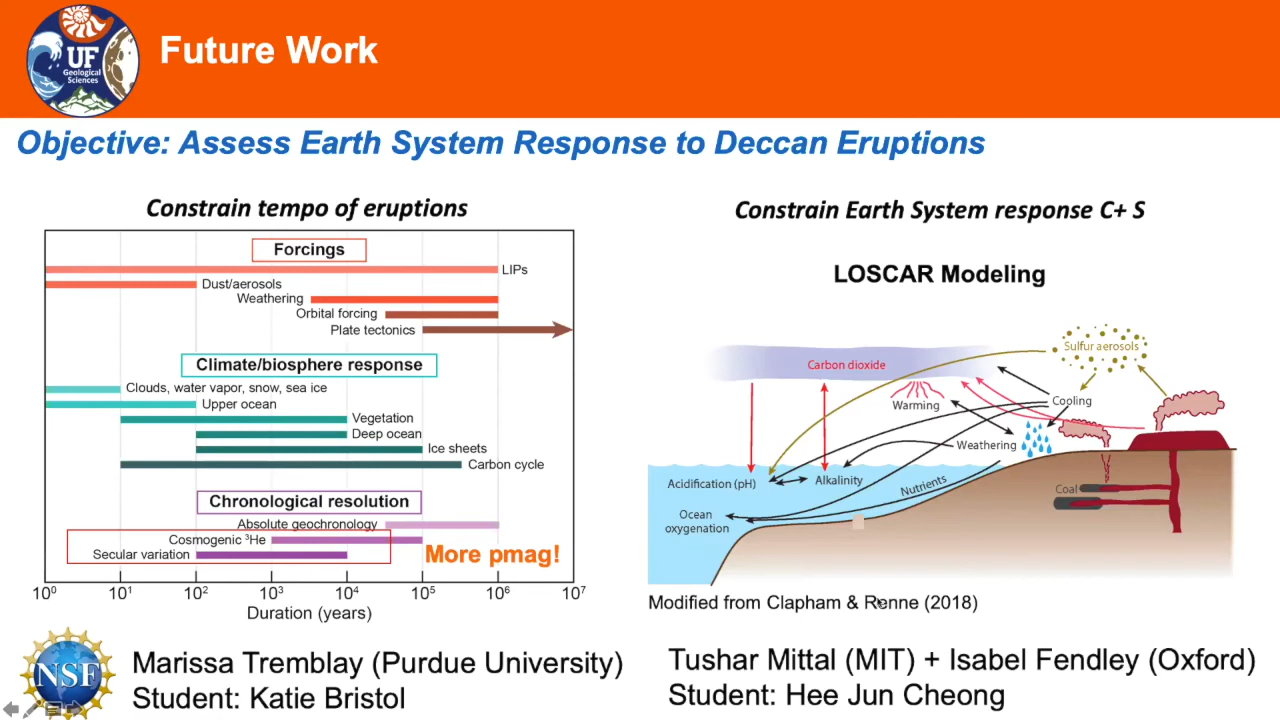 UF
Geological
Sciences
Future Work
Objective: Assess Earth System Response to Deccan Eruptions
Constrain tempo of eruptions
Forcings
LIPs
Dust/aerosols
Weathering
Orbital forcing
Plate tectonics
Climate/biosphere response
Clouds, water vapor, snow, sea ice
Upper ocean
Vegetation
Deep ocean
Ice sheets
Carbon cycle
Chronological resolution
Absolute geochronology
Cosmogenic ³He
Secular variation
More pmag!
10⁰ 10¹ 10² 10³ 10⁴ 10⁵ 10⁶ 10⁷
Duration (years)
Constrain Earth System response C+ S
LOSCAR Modeling
Sulfur aerosols
Carbon dioxide
Warming
Cooling
Weathering
Acidification (pH)
Alkalinity
Nutrients
Coal
Ocean
oxygenation
Modified from Clapham & Renne (2018)
NSF
Marissa Tremblay (Purdue University)
Student: Katie Bristol
Tushar Mittal (MIT) + Isabel Fendley (Oxford)
Student: Hee Jun Cheong